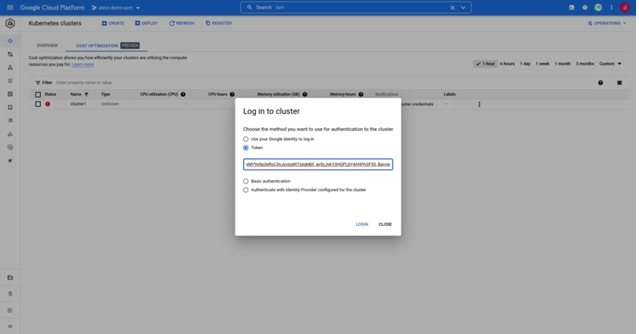 Google Cloud Platform
Search iam
Kubernetes clusters
CREATE
DEPLOY
REFRESH
REGISTER
OPERATIONS
OVERVIEW
COST OPTIMIZATION
PREVIEW
Cost optimization shows you how efficiently your clusters are utilizing the compute
resources you pay for. Learn more
1 hour
6 hours
1 day
1 week
1 month
3 months
Custom
Filter Enter property name or value
Status
Name
Type
CPU utilization (CPU)
CPU hours
Memory utilization (GB)
Memory hours
Notifications
Labels
cluster1
Unknown
cluster credentials
Log in to cluster
Choose the method you want to use for authentication to the cluster
Use your Google identity to log in
Token
Basic authentication
Authenticate with Identity Provider configured for the cluster
LOGIN
CLOSE